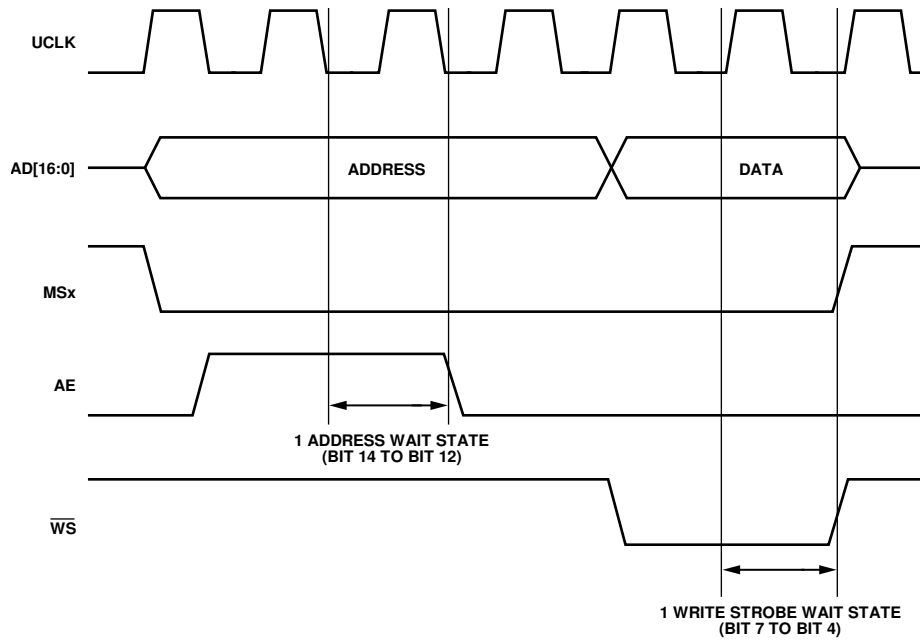 UCLK
AD[16:0]
ADDRESS
DATA
MSx
AE
1 ADDRESS WAIT STATE
(BIT 14 TO BIT 12)
WS
1 WRITE STROBE WAIT STATE
(BIT 7 TO BIT 4)